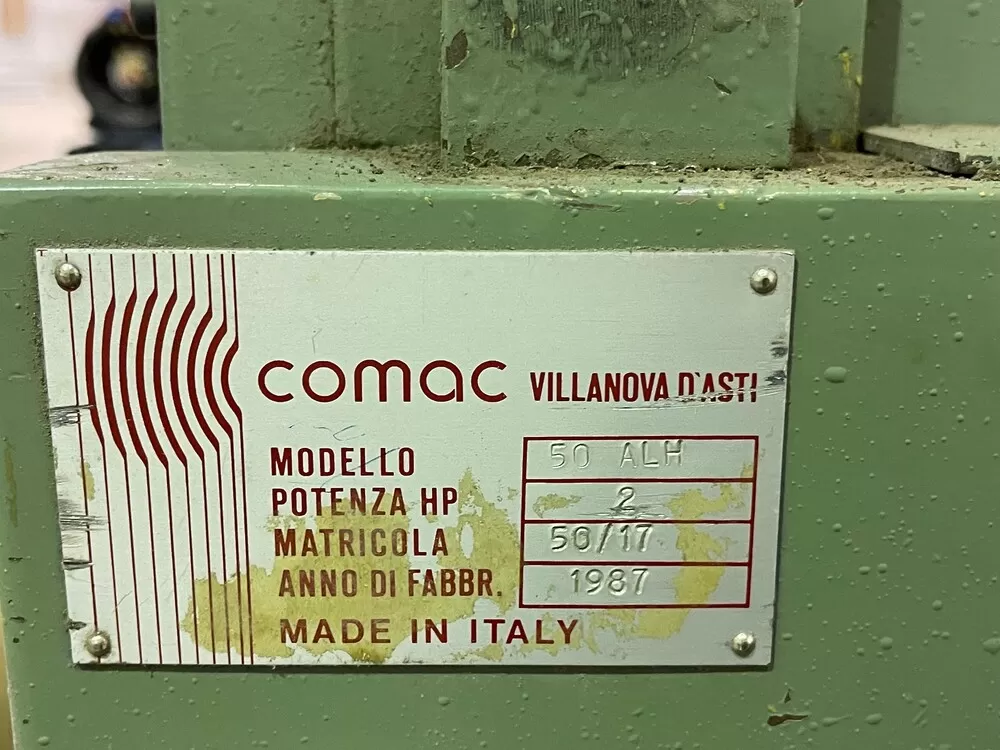 comac VILLANOVA D'ASTI
MODELLO 50 ALH
POTENZA HP 2
MATRICOLA 50/17
ANNO DI FABBR. 1987
MADE IN ITALY